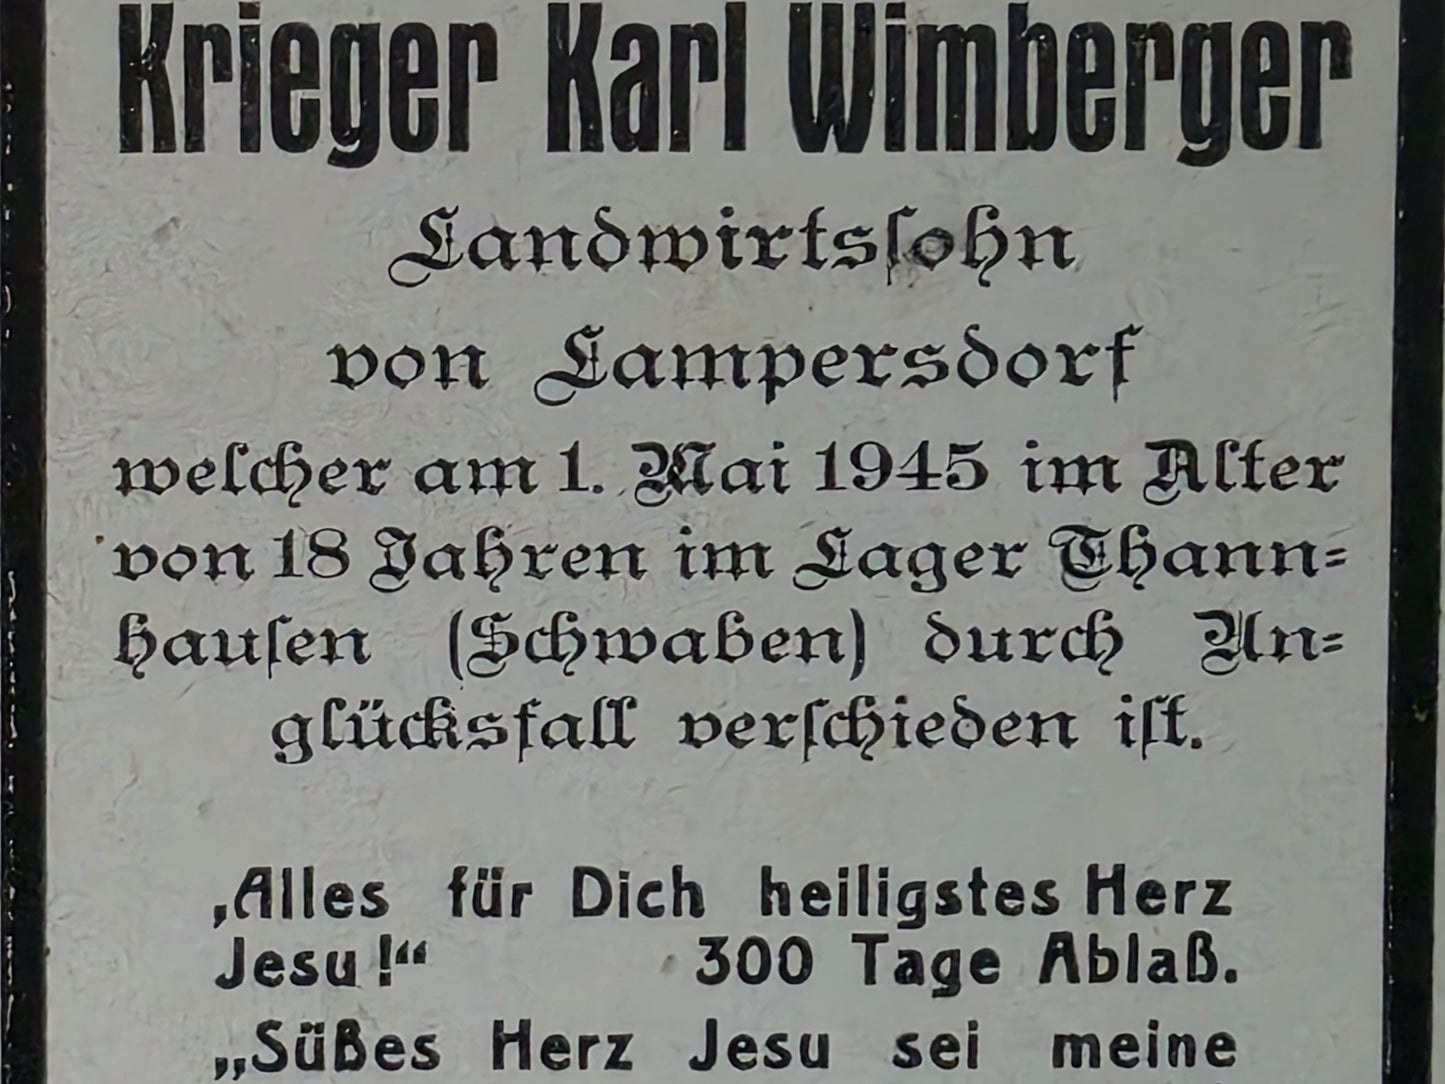 Krieger Karl Wimberger
Landwirtssohn
von Lampersdorf
welcher am 1. Mai 1945 im Alter
von 18 Jahren im Lager Thann=
hausen (Schwaben) durch Un=
glücksfall verschieden ist.
„Alles für Dich heiligstes Herz
Jesu!“ 300 Tage Ablaß.
„Süßes Herz Jesu sei meine